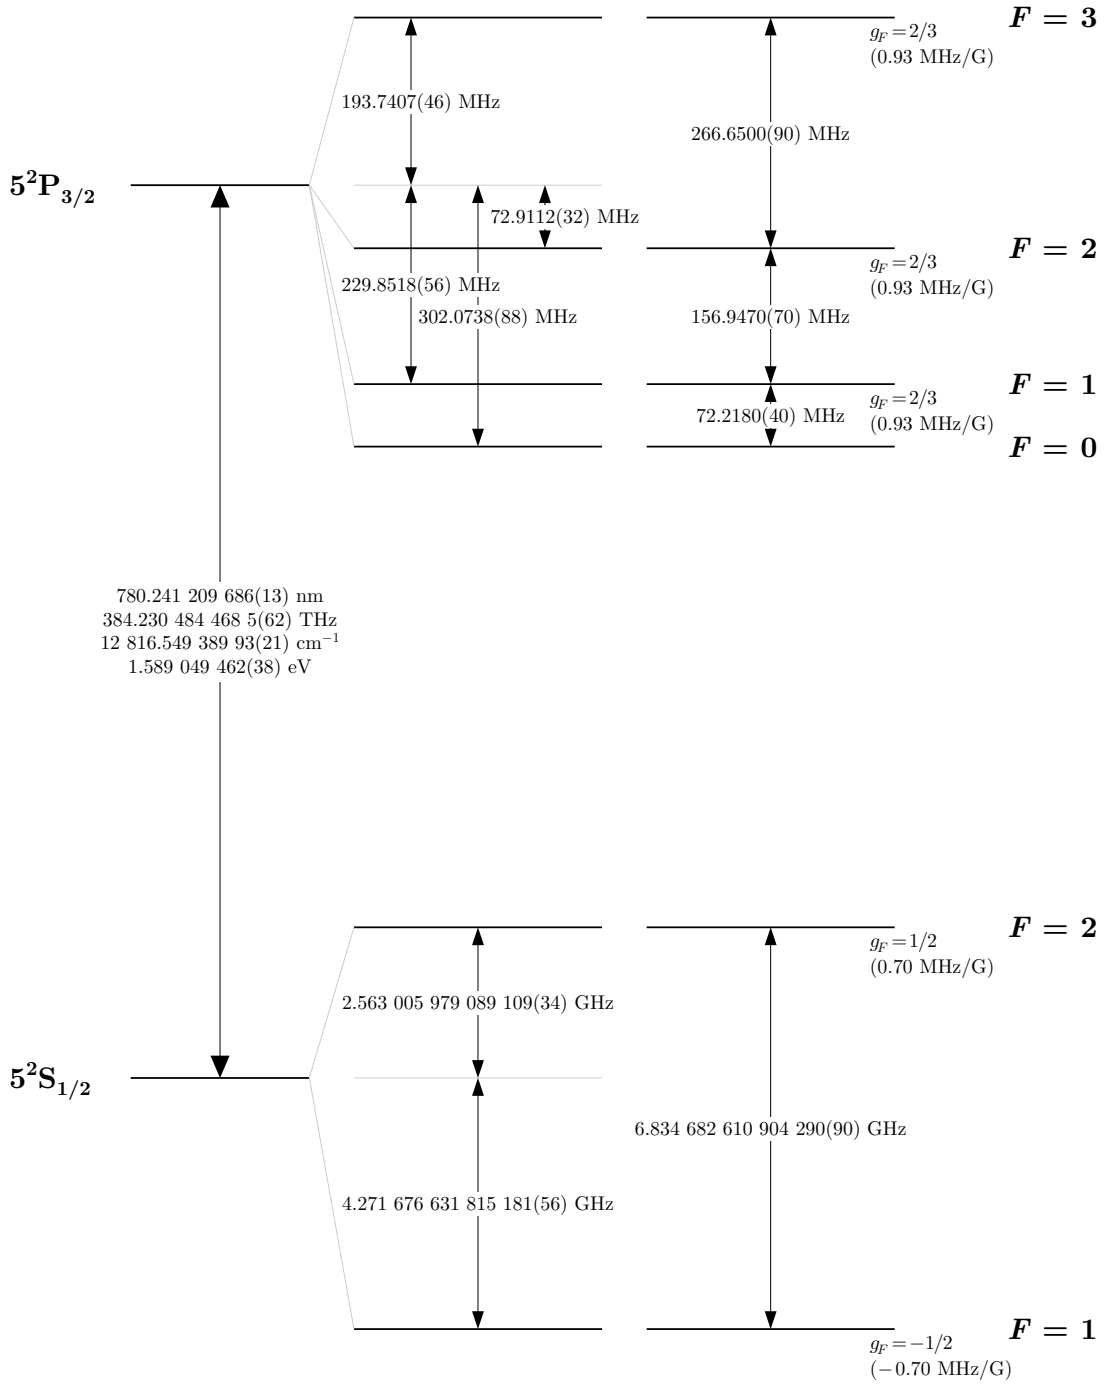 F = 3
g_F = 2/3
(0.93 MHz/G)
193.7407(46) MHz
266.6500(90) MHz
5²P₃/₂
72.9112(32) MHz
F = 2
g_F = 2/3
(0.93 MHz/G)
229.8518(56) MHz
302.0738(88) MHz
156.9470(70) MHz
F = 1
g_F = 2/3
(0.93 MHz/G)
72.2180(40) MHz
F = 0
780.241 209 686(13) nm
384.230 484 468 5(62) THz
12 816.549 389 93(21) cm⁻¹
1.589 049 462(38) eV
F = 2
g_F = 1/2
(0.70 MHz/G)
2.563 005 979 089 109(34) GHz
5²S₁/₂
6.834 682 610 904 290(90) GHz
4.271 676 631 815 181(56) GHz
F = 1
g_F = −1/2
(−0.70 MHz/G)